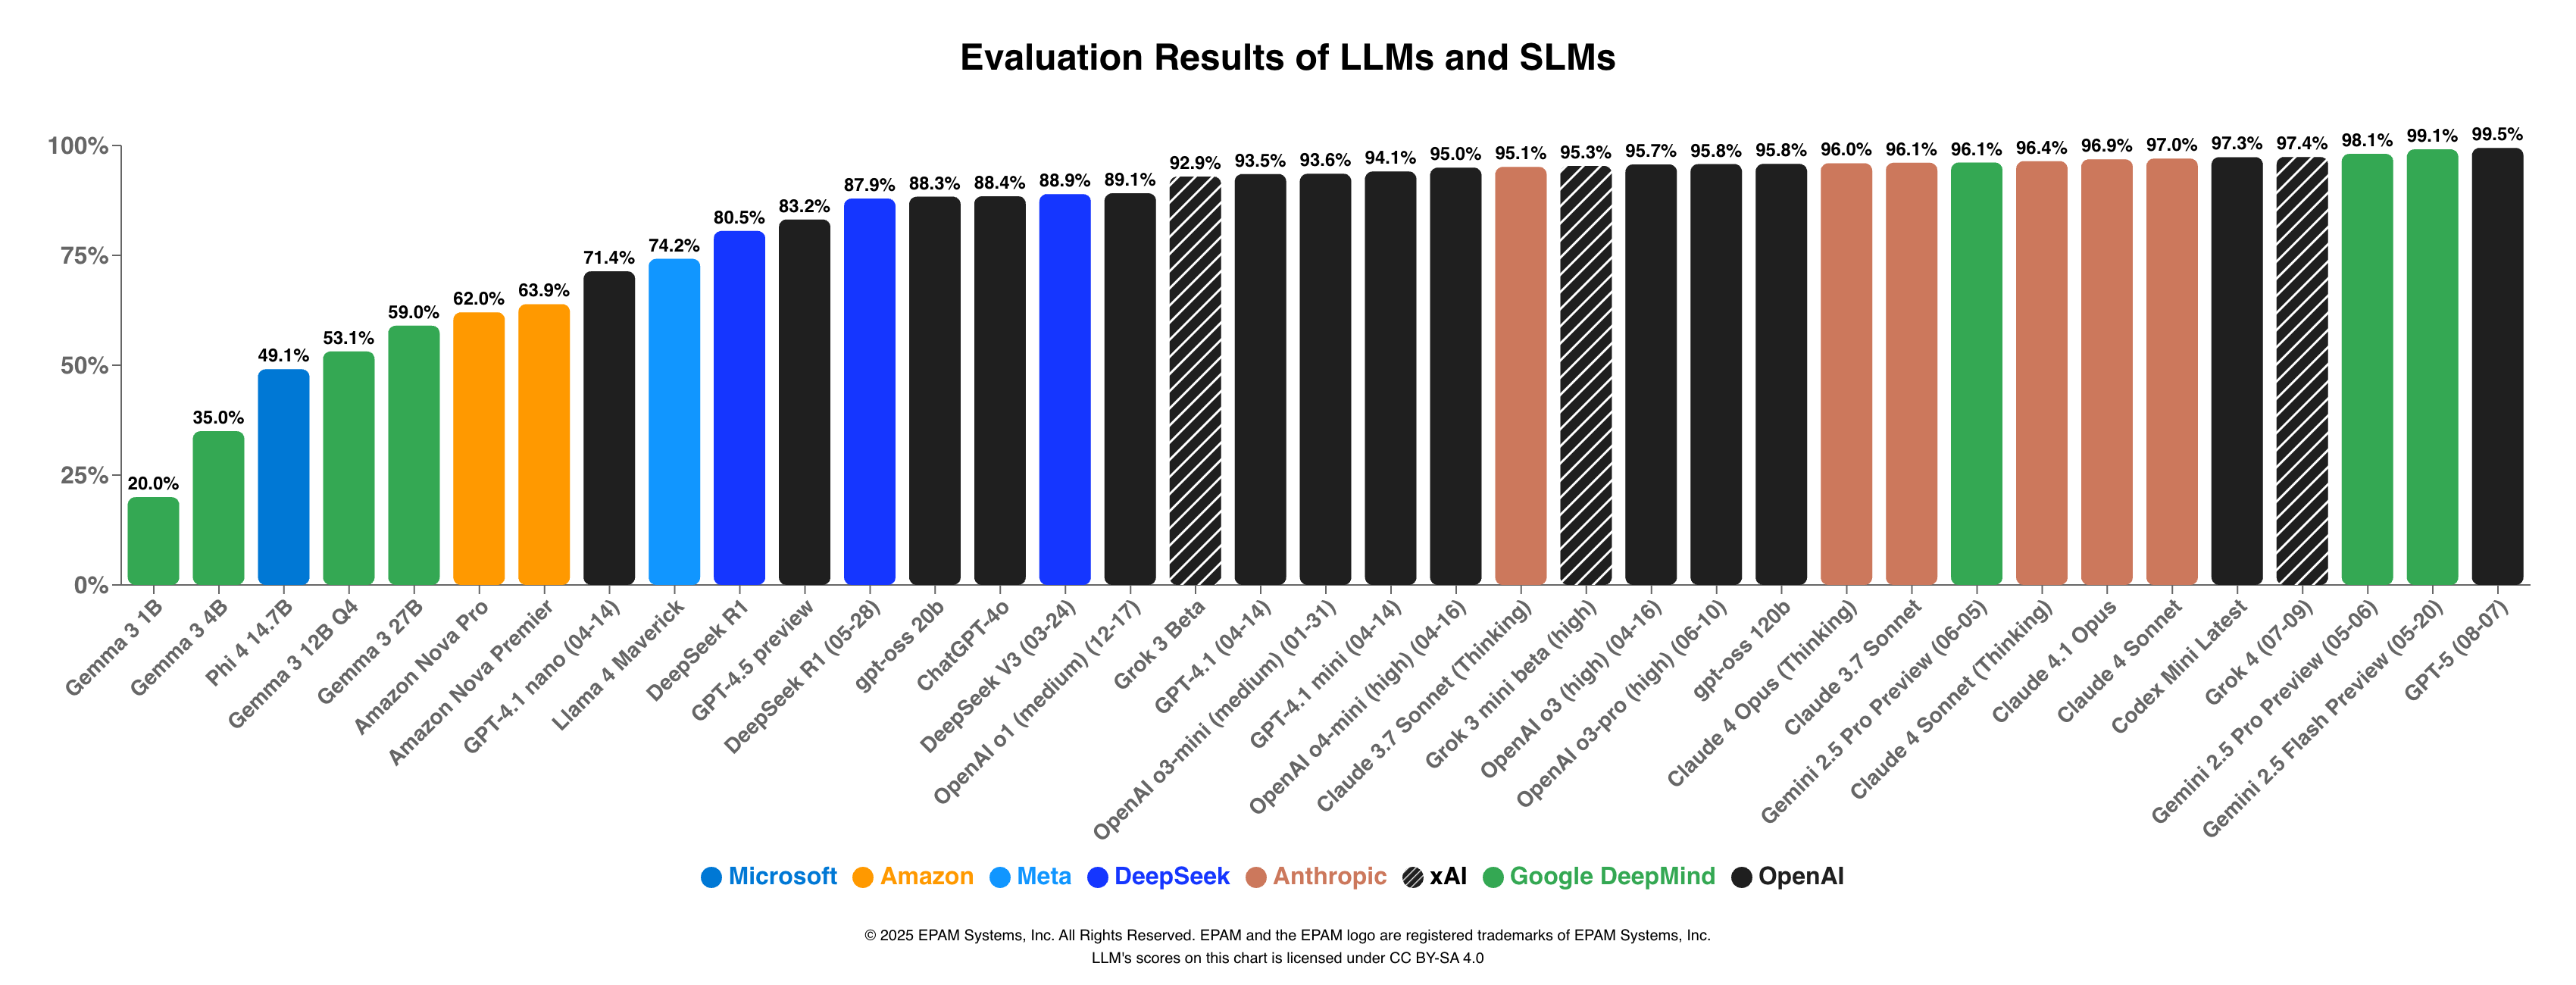 Evaluation Results of LLMs and SLMs
100%
75%
50%
25%
0%
20.0%
35.0%
49.1%
53.1%
59.0%
62.0%
63.9%
71.4%
74.2%
80.5%
83.2%
87.9%
88.3%
88.4%
88.9%
89.1%
92.9%
93.5%
93.6%
94.1%
95.0%
95.1%
95.3%
95.7%
95.8%
95.8%
96.0%
96.1%
96.1%
96.4%
96.9%
97.0%
97.3%
97.4%
98.1%
99.1%
99.5%
Gemma 3 1B
Gemma 3 4B
Phi 4 14.7B
Gemma 3 12B Q4
Gemma 3 27B
Amazon Nova Pro
Amazon Nova Premier
GPT-4.1 nano (04-14)
Llama 4 Maverick
DeepSeek R1
GPT-4.5 preview
DeepSeek R1 (05-28)
gpt-oss 20b
ChatGPT-4o
DeepSeek V3 (03-24)
OpenAI o1 (medium) (12-17)
Grok 3 Beta
GPT-4.1 (04-14)
OpenAI o3-mini (medium) (01-31)
GPT-4.1 mini (04-14)
OpenAI o4-mini (high) (04-16)
Claude 3.7 Sonnet (Thinking)
Grok 3 mini beta (high)
OpenAI o3 (high) (04-16)
OpenAI o3-pro (high) (06-10)
gpt-oss 120b
Claude 4 Opus (Thinking)
Claude 3.7 Sonnet
Gemini 2.5 Pro Preview (06-05)
Claude 4 Sonnet (Thinking)
Claude 4.1 Opus
Claude 4 Sonnet
Codex Mini Latest
Grok 4 (07-09)
Gemini 2.5 Pro Preview (05-06)
Gemini 2.5 Flash Preview (05-20)
GPT-5 (08-07)
Microsoft Amazon Meta DeepSeek Anthropic xAI Google DeepMind OpenAI
© 2025 EPAM Systems, Inc. All Rights Reserved. EPAM and the EPAM logo are registered trademarks of EPAM Systems, Inc.
LLM's scores on this chart is licensed under CC BY-SA 4.0